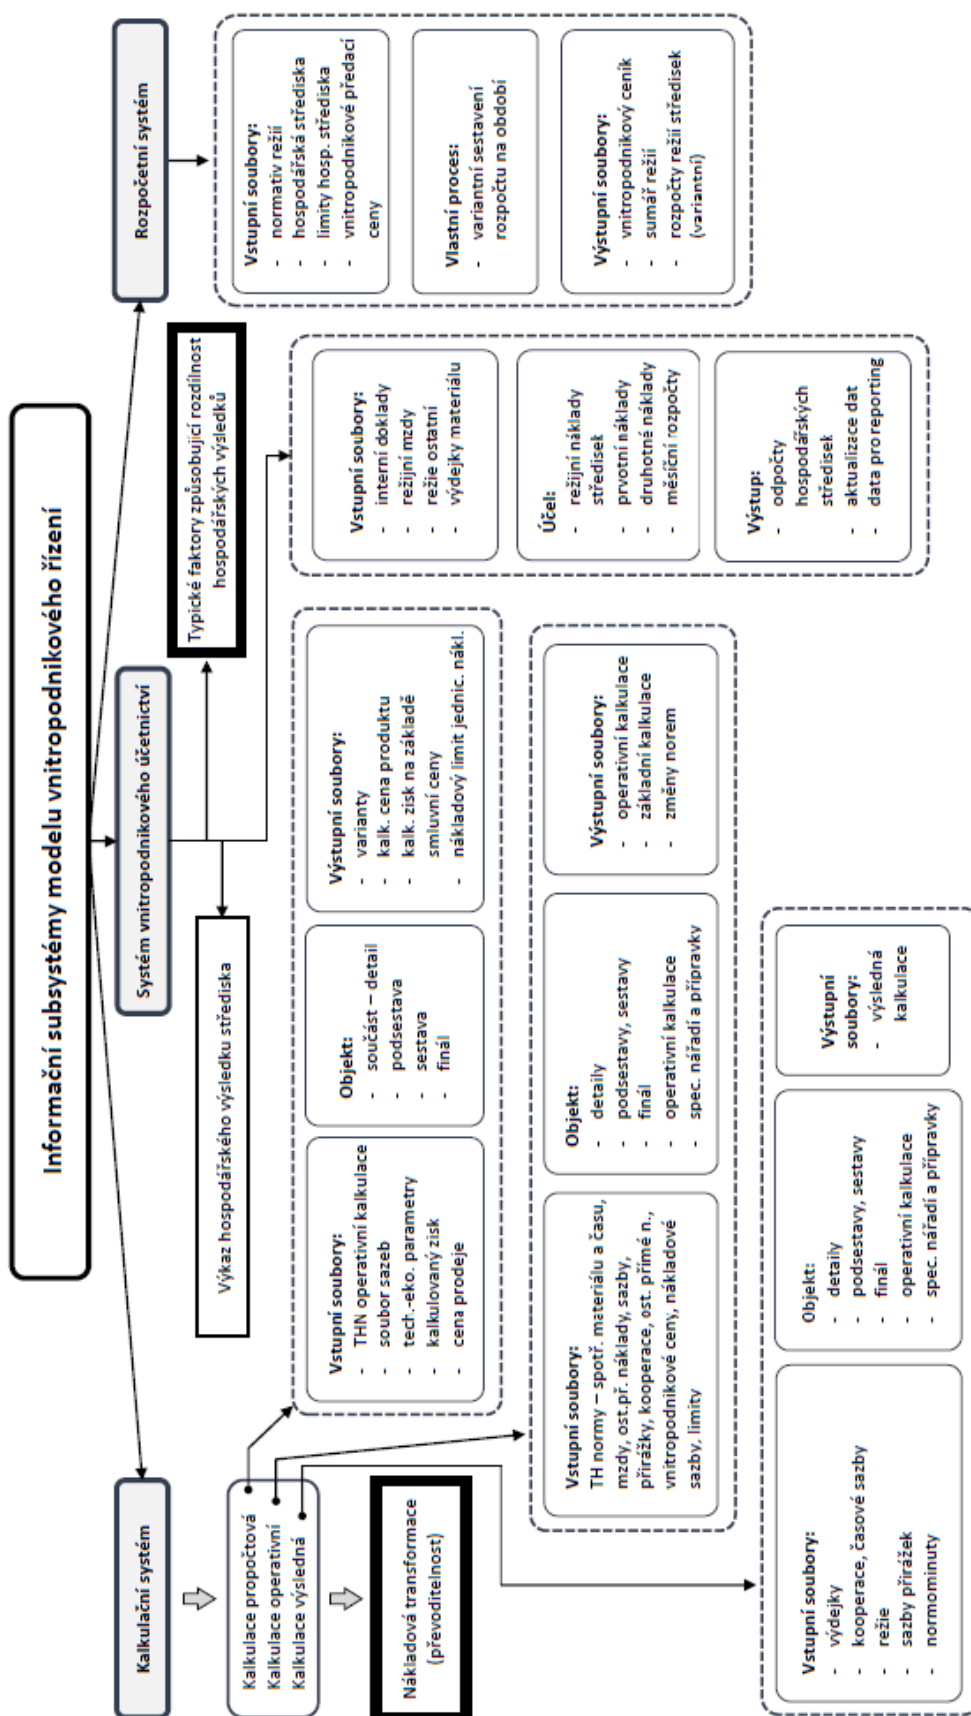 Informační subsystémy modelu vnitropodnikového řízení
Kalkulační systém
Systém vnitropodnikového účetnictví
Rozpočetní systém
Kalkulace propočtová
Kalkulace operativní
Kalkulace výsledná
Nákladová transformace
(převoditelnost)
Výkaz hospodářského výsledku střediska
Typické faktory způsobující rozdílnost
hospodářských výsledků
Vstupní soubory:
- THN operativní kalkulace
- soubor sazeb
- tech.-eko. parametry
- kalkulovaný zisk
- cena prodeje
Objekt:
- součást – detail
- podsestava
- sestava
- finál
Výstupní soubory:
- varianty
- kalk. cena produktu
- kalk. zisk na základě
smluvní ceny
- nákladový limit jednic. nákl.
Vstupní soubory:
TH normy – spotř. materiálu a času,
mzdy, ost.př. náklady, sazby,
přirážky, kooperace, ost. přímé n.,
vnitropodnikové ceny, nákladové
sazby, limity
Objekt:
- detaily
- podsestavy, sestavy
- finál
- operativní kalkulace
- spec. nářadí a přípravky
Výstupní soubory:
- operativní kalkulace
- základní kalkulace
- změny norem
Vstupní soubory:
- výdejky
- kooperace, časové sazby
- režie
- sazby přirážek
- normominuty
Objekt:
- detaily
- podsestavy, sestavy
- finál
- operativní kalkulace
- spec. nářadí a přípravky
Výstupní
soubory:
- výsledná
kalkulace
Vstupní soubory:
- interní doklady
- režijní mzdy
- režie ostatní
- výdejky materiálu
Účel:
- režijní náklady
středisek
- prvotní náklady
- druhotné náklady
- měsíční rozpočty
Výstup:
- odpočty
hospodářských
středisek
- aktualizace dat
- data pro reporting
Vstupní soubory:
- normativ režií
- hospodářská střediska
- limity hosp. střediska
- vnitropodnikové předací
ceny
Vlastní proces:
- variantní sestavení
rozpočtu na období
Výstupní soubory:
- vnitropodnikový ceník
- sumář režií
- rozpočty režií středisek
(variantní)